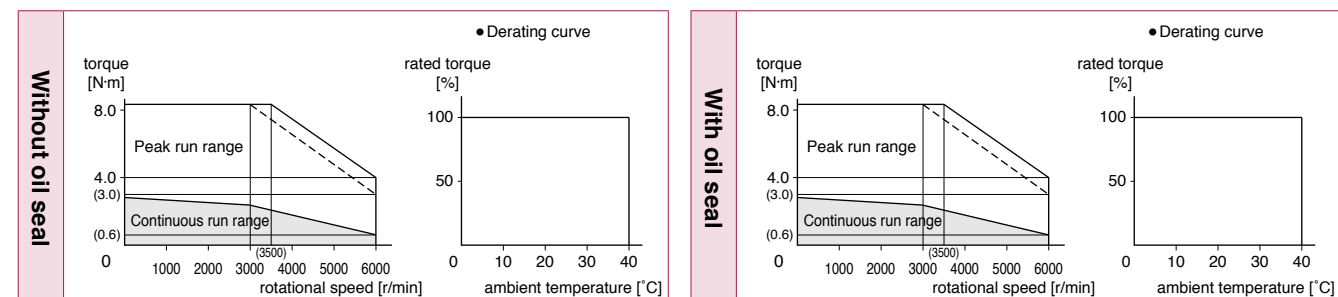 Without oil seal
● Derating curve
torque
[N·m]
rated torque
[%]
8.0
4.0
(3.0)
(0.6)
0
Peak run range
Continuous run range
(3500)
1000 2000 3000 4000 5000 6000
rotational speed [r/min]
100
50
0 10 20 30 40
ambient temperature [˚C]
With oil seal
● Derating curve
torque
[N·m]
rated torque
[%]
8.0
4.0
(3.0)
(0.6)
0
Peak run range
Continuous run range
(3500)
1000 2000 3000 4000 5000 6000
rotational speed [r/min]
100
50
0 10 20 30 40
ambient temperature [˚C]